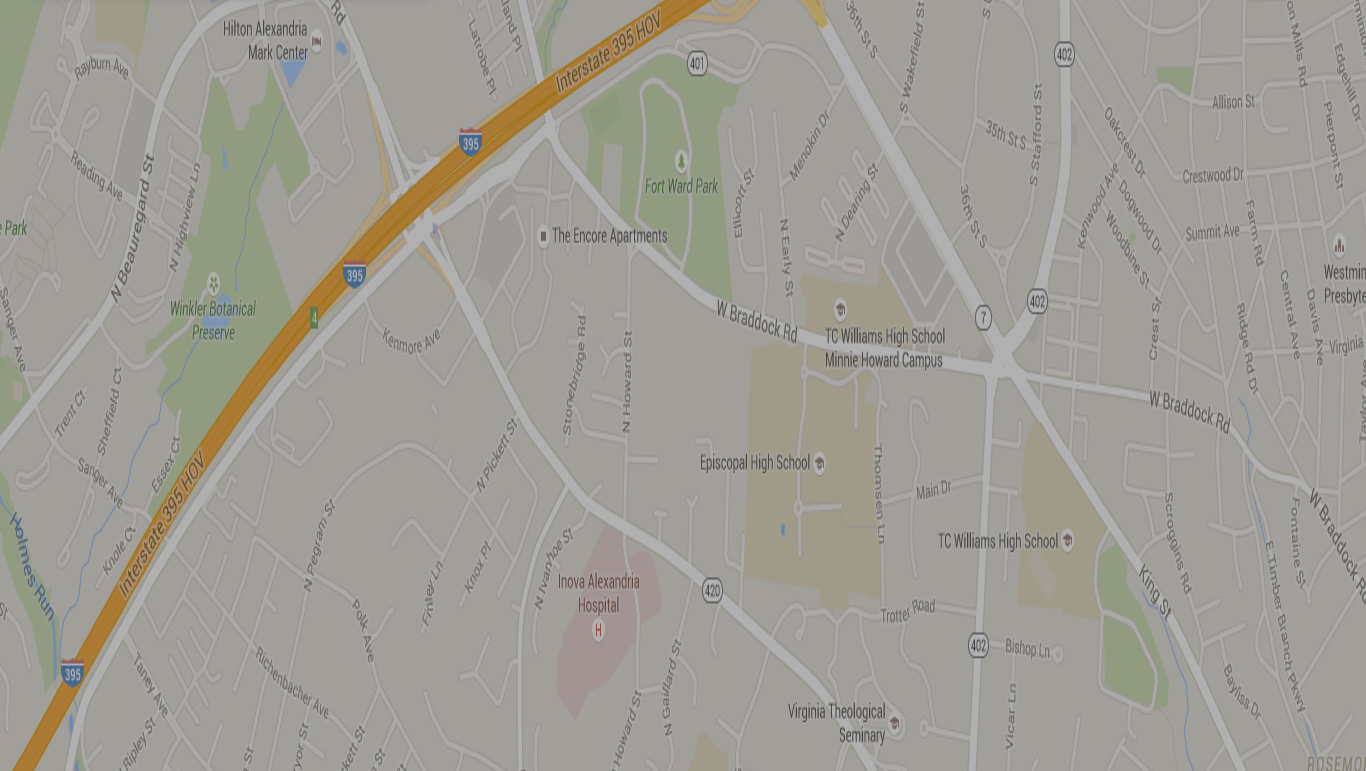 Hilton Alexandria
Mark Center
Rd
Latrobe Pl
land Pl
Interstate 395 HOV
401
36th St S
S Wakefield St
402
Edgehill Dr
Rayburn Ave
Allison St
Pierpont St
Oakcrest Dr
S Stafford St
35th St S
Menokin Dr
395
Reading Ave
Fort Ward Park
N Beauregard St
N Highview Ln
Ellicott St
N Dearing St
N Early St
36th St S
Kenwood Ave
Dogwood Dr
Woodbine St
Crestwood Dr
Summit Ave
Farm Rd
e Park
The Encore Apartments
395
Westmin
Presbyte
Winkler Botanical
Preserve
4
Sanger Ave
Kenmore Ave
Stonebridge Rd
N Howard St
W Braddock Rd
TC Williams High School
Minnie Howard Campus
7
402
Crest St
Ridge Road Dr
Central Ave
Davis Ave
Virginia
Trent Ct
Sheffield Ct
Essex Ct
Sanger Ave
N Pickett St
Episcopal High School
Thomsen Ln
Main Dr
W Braddock Rd
W Braddock Rd
Holmes Run
Interstate 395 HOV
Knole Ct
N Pegram St
Finley Ln
Knox Pl
N Ivanhoe St
Inova Alexandria
Hospital
H
420
TC Williams High School
Scroggins Rd
King St
Fontaine St
E Timber Branch Pkwy
Polk Ave
Trotter Road
402
Bishop Ln
395
Taney Ave
Richenbacher Ave
N Gaillard St
Howard St
Ripley St
Virginia Theological
Seminary
Vicar Ln
Bayliss Dr
ROSEMO